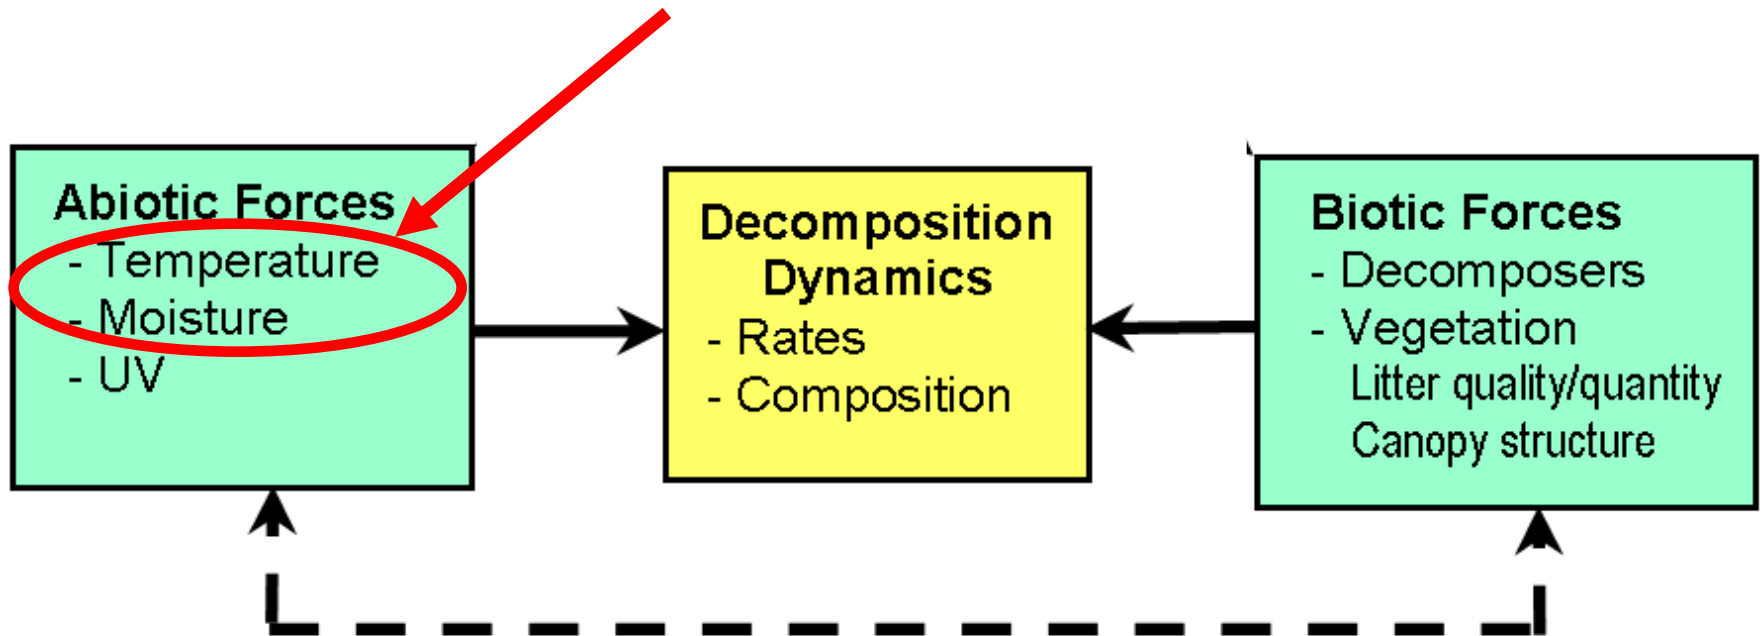 Abiotic Forces
- Temperature
- Moisture
- UV
Decomposition
Dynamics
- Rates
- Composition
Biotic Forces
- Decomposers
- Vegetation
Litter quality/quantity
Canopy structure